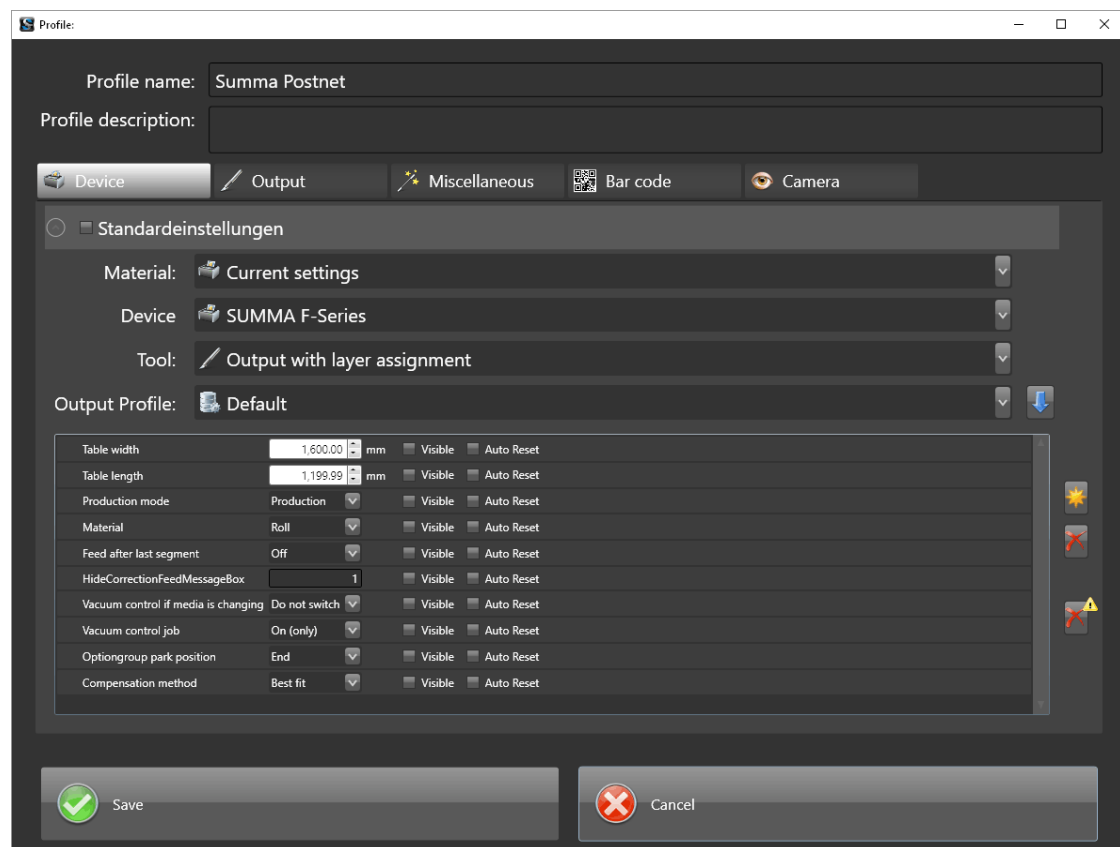 Profile:
Profile name: Summa Postnet
Profile description:
Device Output Miscellaneous Bar code Camera
Standardeinstellungen
Material: Current settings
Device SUMMA F-Series
Tool: Output with layer assignment
Output Profile: Default
Table width 1,600.00 mm Visible Auto Reset
Table length 1,199.99 mm Visible Auto Reset
Production mode Production Visible Auto Reset
Material Roll Visible Auto Reset
Feed after last segment Off Visible Auto Reset
HideCorrectionFeedMessageBox 1 Visible Auto Reset
Vacuum control if media is changing Do not switch Visible Auto Reset
Vacuum control job On (only) Visible Auto Reset
Optiongroup park position End Visible Auto Reset
Compensation method Best fit Visible Auto Reset
Save Cancel